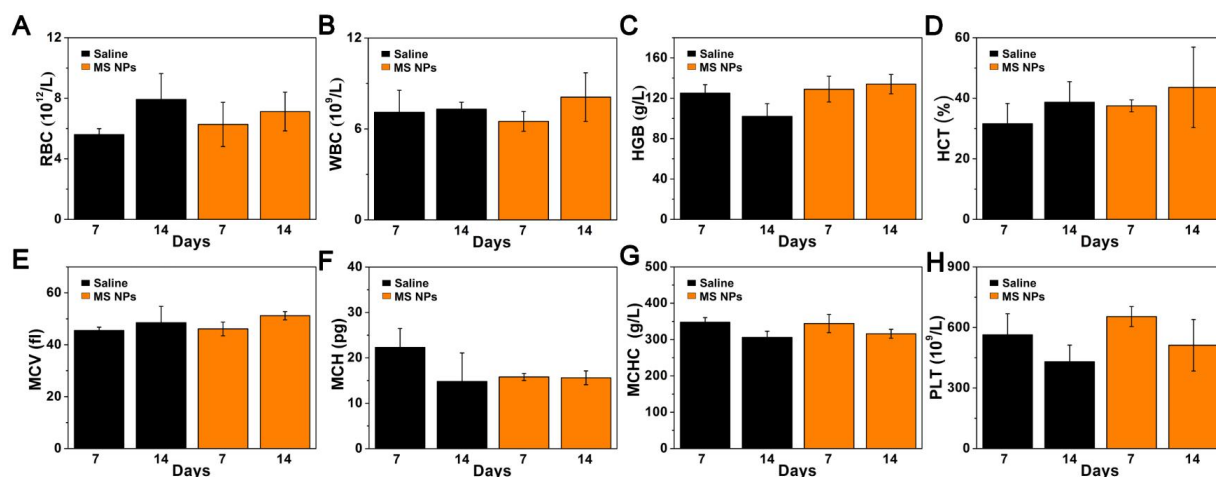 A
RBC (10¹²/L)
12
8
4
0
Saline
MS NPs
7
14
7
14
Days
B
WBC (10⁹/L)
12
6
0
Saline
MS NPs
7
14
7
14
Days
C
HGB (g/L)
160
120
80
40
0
Saline
MS NPs
7
14
7
14
Days
D
HCT (%)
60
40
20
0
Saline
MS NPs
7
14
7
14
Days
E
MCV (fl)
60
40
20
0
Saline
MS NPs
7
14
7
14
Days
F
MCH (pg)
40
30
20
10
0
Saline
MS NPs
7
14
7
14
Days
G
MCHC (g/L)
500
400
300
200
100
0
Saline
MS NPs
7
14
7
14
Days
H
PLT (10⁹/L)
900
600
300
0
Saline
MS NPs
7
14
7
14
Days